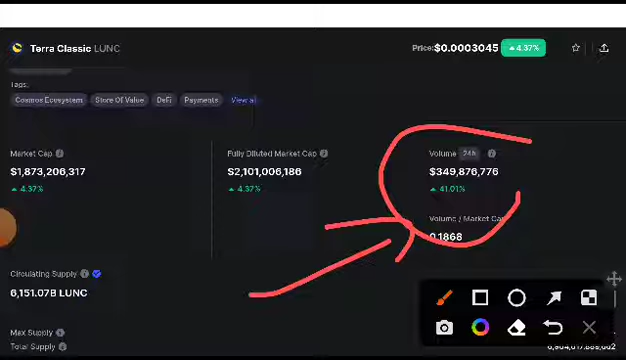 Terra Classic LUNC Price: $0.0003045 4.37%
Tags:
Cosmos Ecosystem Store Of Value DeFi Payments View all
Market Cap Fully Diluted Market Cap Volume 24h
$1,873,206,317 $2,101,006,186 $349,876,776
4.37% 4.37% 41.01%
Volume / Market Cap
0.1868
Circulating Supply
6,151.07B LUNC
Max Supply
Total Supply